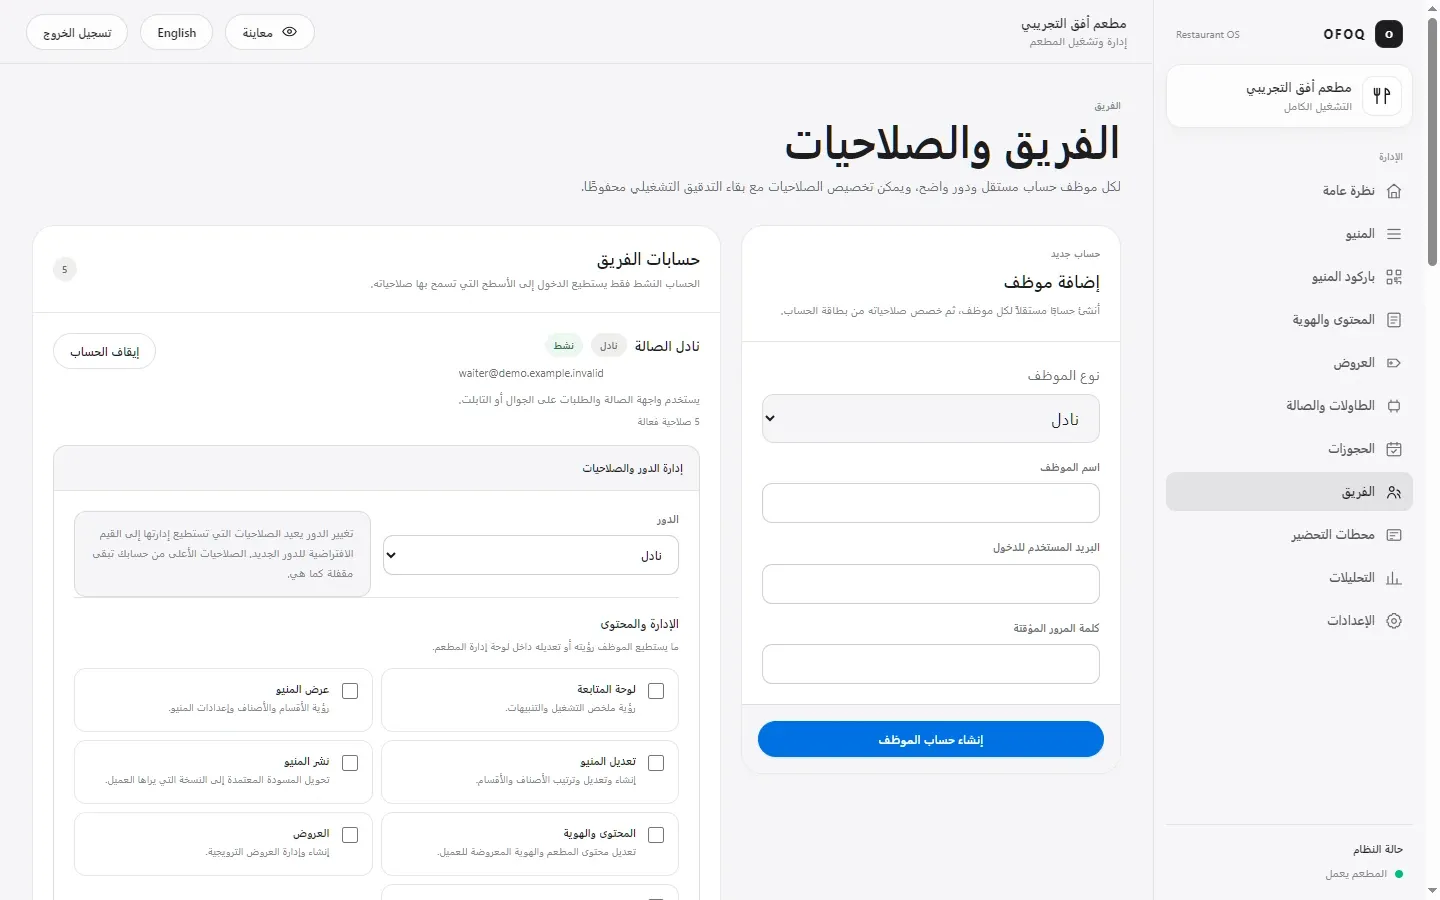 OFOQ
O
Restaurant OS
مطعم أفق التجريبي
التشغيل الكامل
الإدارة
نظرة عامة
المنيو
باركود المنيو
المحتوى والهوية
العروض
الطاولات والصالة
الحجوزات
الفريق
محطات التحضير
التحليلات
الإعدادات
حالة النظام
المطعم يعمل
مطعم أفق التجريبي
إدارة وتشغيل المطعم
معاينة
English
تسجيل الخروج
الفريق
الفريق والصلاحيات
لكل موظف حساب مستقل ودور واضح، ويمكن تخصيص الصلاحيات مع بقاء التدقيق التشغيلي محفوظًا.
حساب جديد
إضافة موظف
أنشئ حسابًا مستقلاً لكل موظف، ثم خصص صلاحياته من بطاقة الحساب.
نوع الموظف
نادل
اسم الموظف
البريد المستخدم للدخول
كلمة المرور المؤقتة
إنشاء حساب الموظف
حسابات الفريق
5
الحساب النشط فقط يستطيع الدخول إلى الأسطح التي تسمح بها صلاحياته.
نادل الصالة
نادل
نشط
إيقاف الحساب
waiter@demo.example.invalid
يستخدم واجهة الصالة والطلبات على الجوال أو التابلت.
5 صلاحية فعالة
إدارة الدور والصلاحيات
الدور
نادل
تغيير الدور يعيد الصلاحيات التي تستطيع إدارتها إلى القيم
الافتراضية للدور الجديد. الصلاحيات الأعلى من حسابك تبقى
مقفلة كما هي.
الإدارة والمحتوى
ما يستطيع الموظف رؤيته أو تعديله داخل لوحة إدارة المطعم.
لوحة المتابعة
رؤية ملخص التشغيل والتنبيهات.
عرض المنيو
رؤية الأقسام والأصناف وإعدادات المنيو.
تعديل المنيو
إنشاء وتعديل وترتيب الأصناف والأقسام.
نشر المنيو
تحويل المسودة المعتمدة إلى النسخة التي يراها العميل.
المحتوى والهوية
تعديل محتوى المطعم والهوية المعروضة للعميل.
العروض
إنشاء وإدارة العروض الترويجية.